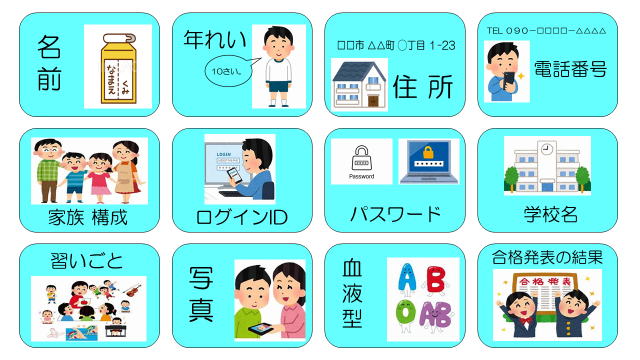 名前
なまえ
くみ
年れい
10さい。
□□市 △△町 ○丁目 1-23
住 所
TEL 090－□□□□－△△△△
電話番号
家族 構成
LOGIN
ログインID
Password
パスワード
学校名
習いごと
写真
血液型
A B
O AB
合格発表の結果
合格発表